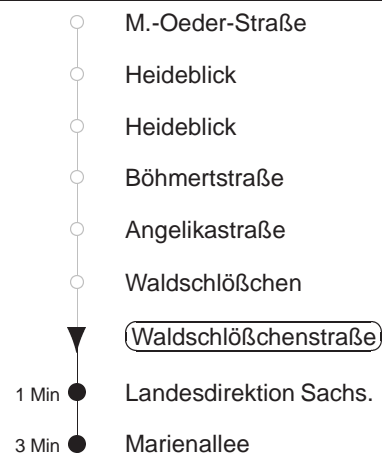 M.-Oeder-Straße
Heideblick
Heideblick
Böhmertstraße
Angelikastraße
Waldschlößchen
Waldschlößchenstraße
1 Min Landesdirektion Sachs.
3 Min Marienallee